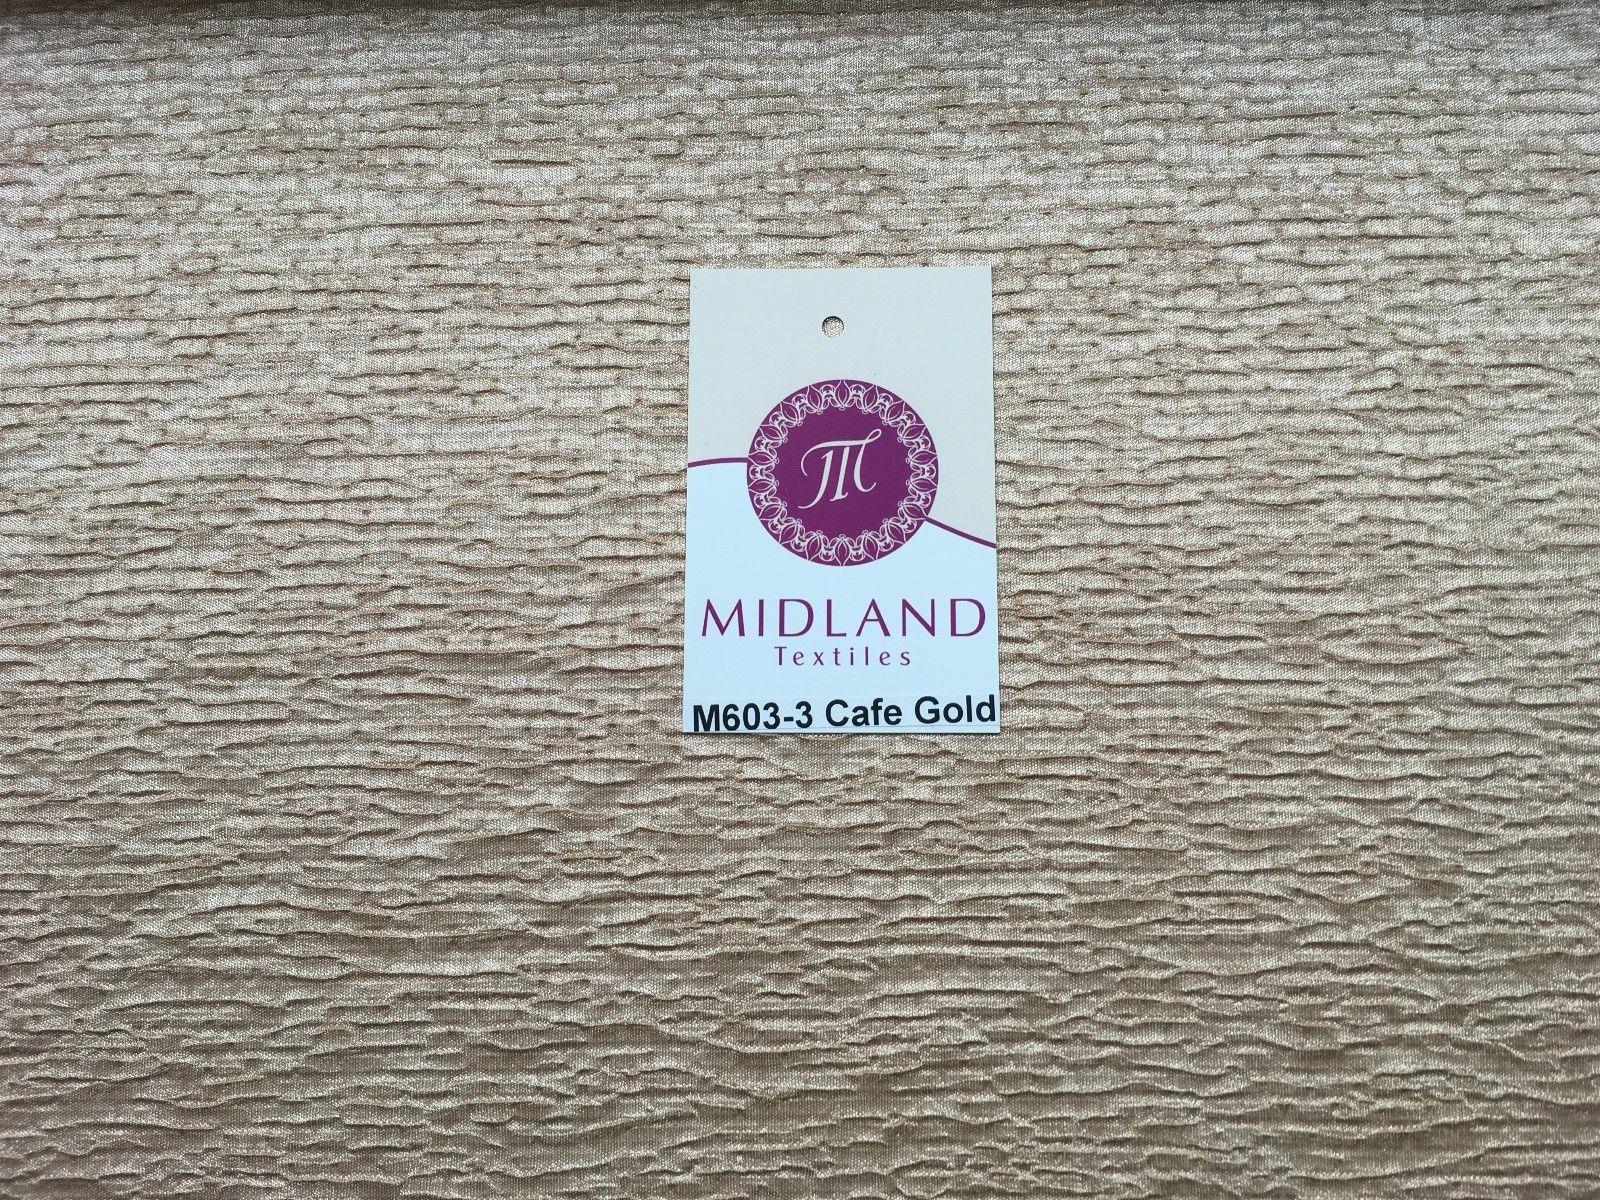 M
MIDLAND
Textiles
M603-3 Cafe Gold